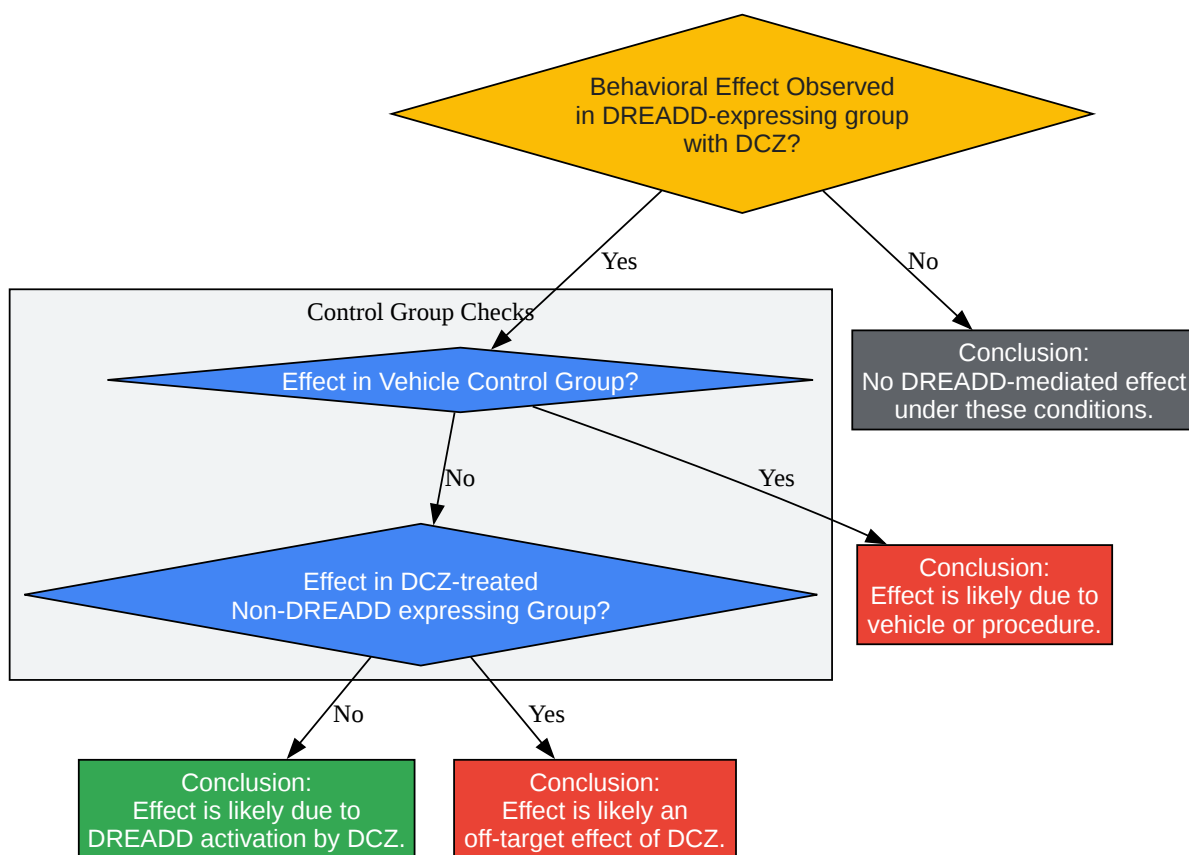 Behavioral Effect Observed
in DREADD-expressing group
with DCZ?
Yes
No
Control Group Checks
Effect in Vehicle Control Group?
Conclusion:
No DREADD-mediated effect
under these conditions.
No
Yes
Effect in DCZ-treated
Non-DREADD expressing Group?
Conclusion:
Effect is likely due to
vehicle or procedure.
No
Yes
Conclusion:
Effect is likely due to
DREADD activation by DCZ.
Conclusion:
Effect is likely an
off-target effect of DCZ.